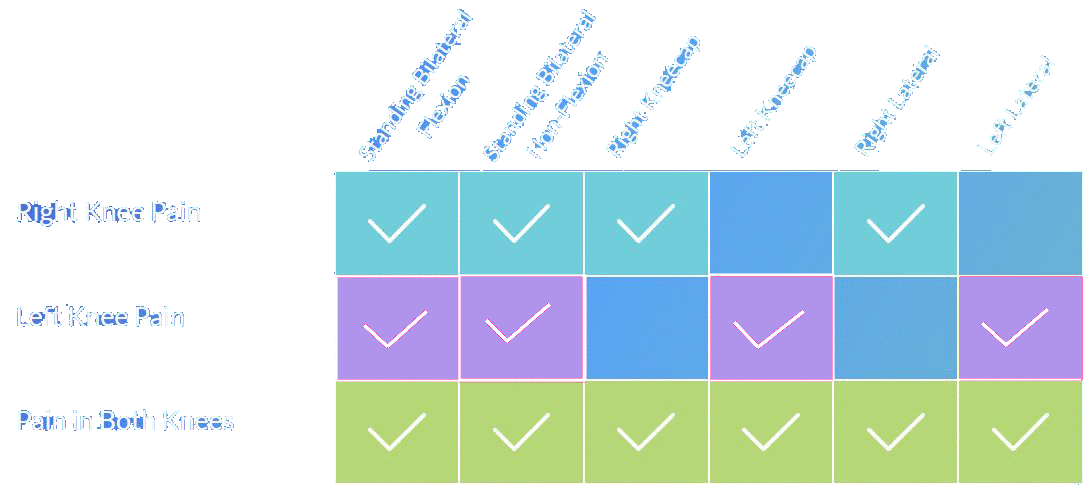 Standing Bilateral
Flexion
Standing Bilateral
Non-Flexion
Right Kneecap
Left Kneecap
Right Lateral
Left Lateral
Right Knee Pain
Left Knee Pain
Pain in Both Knees